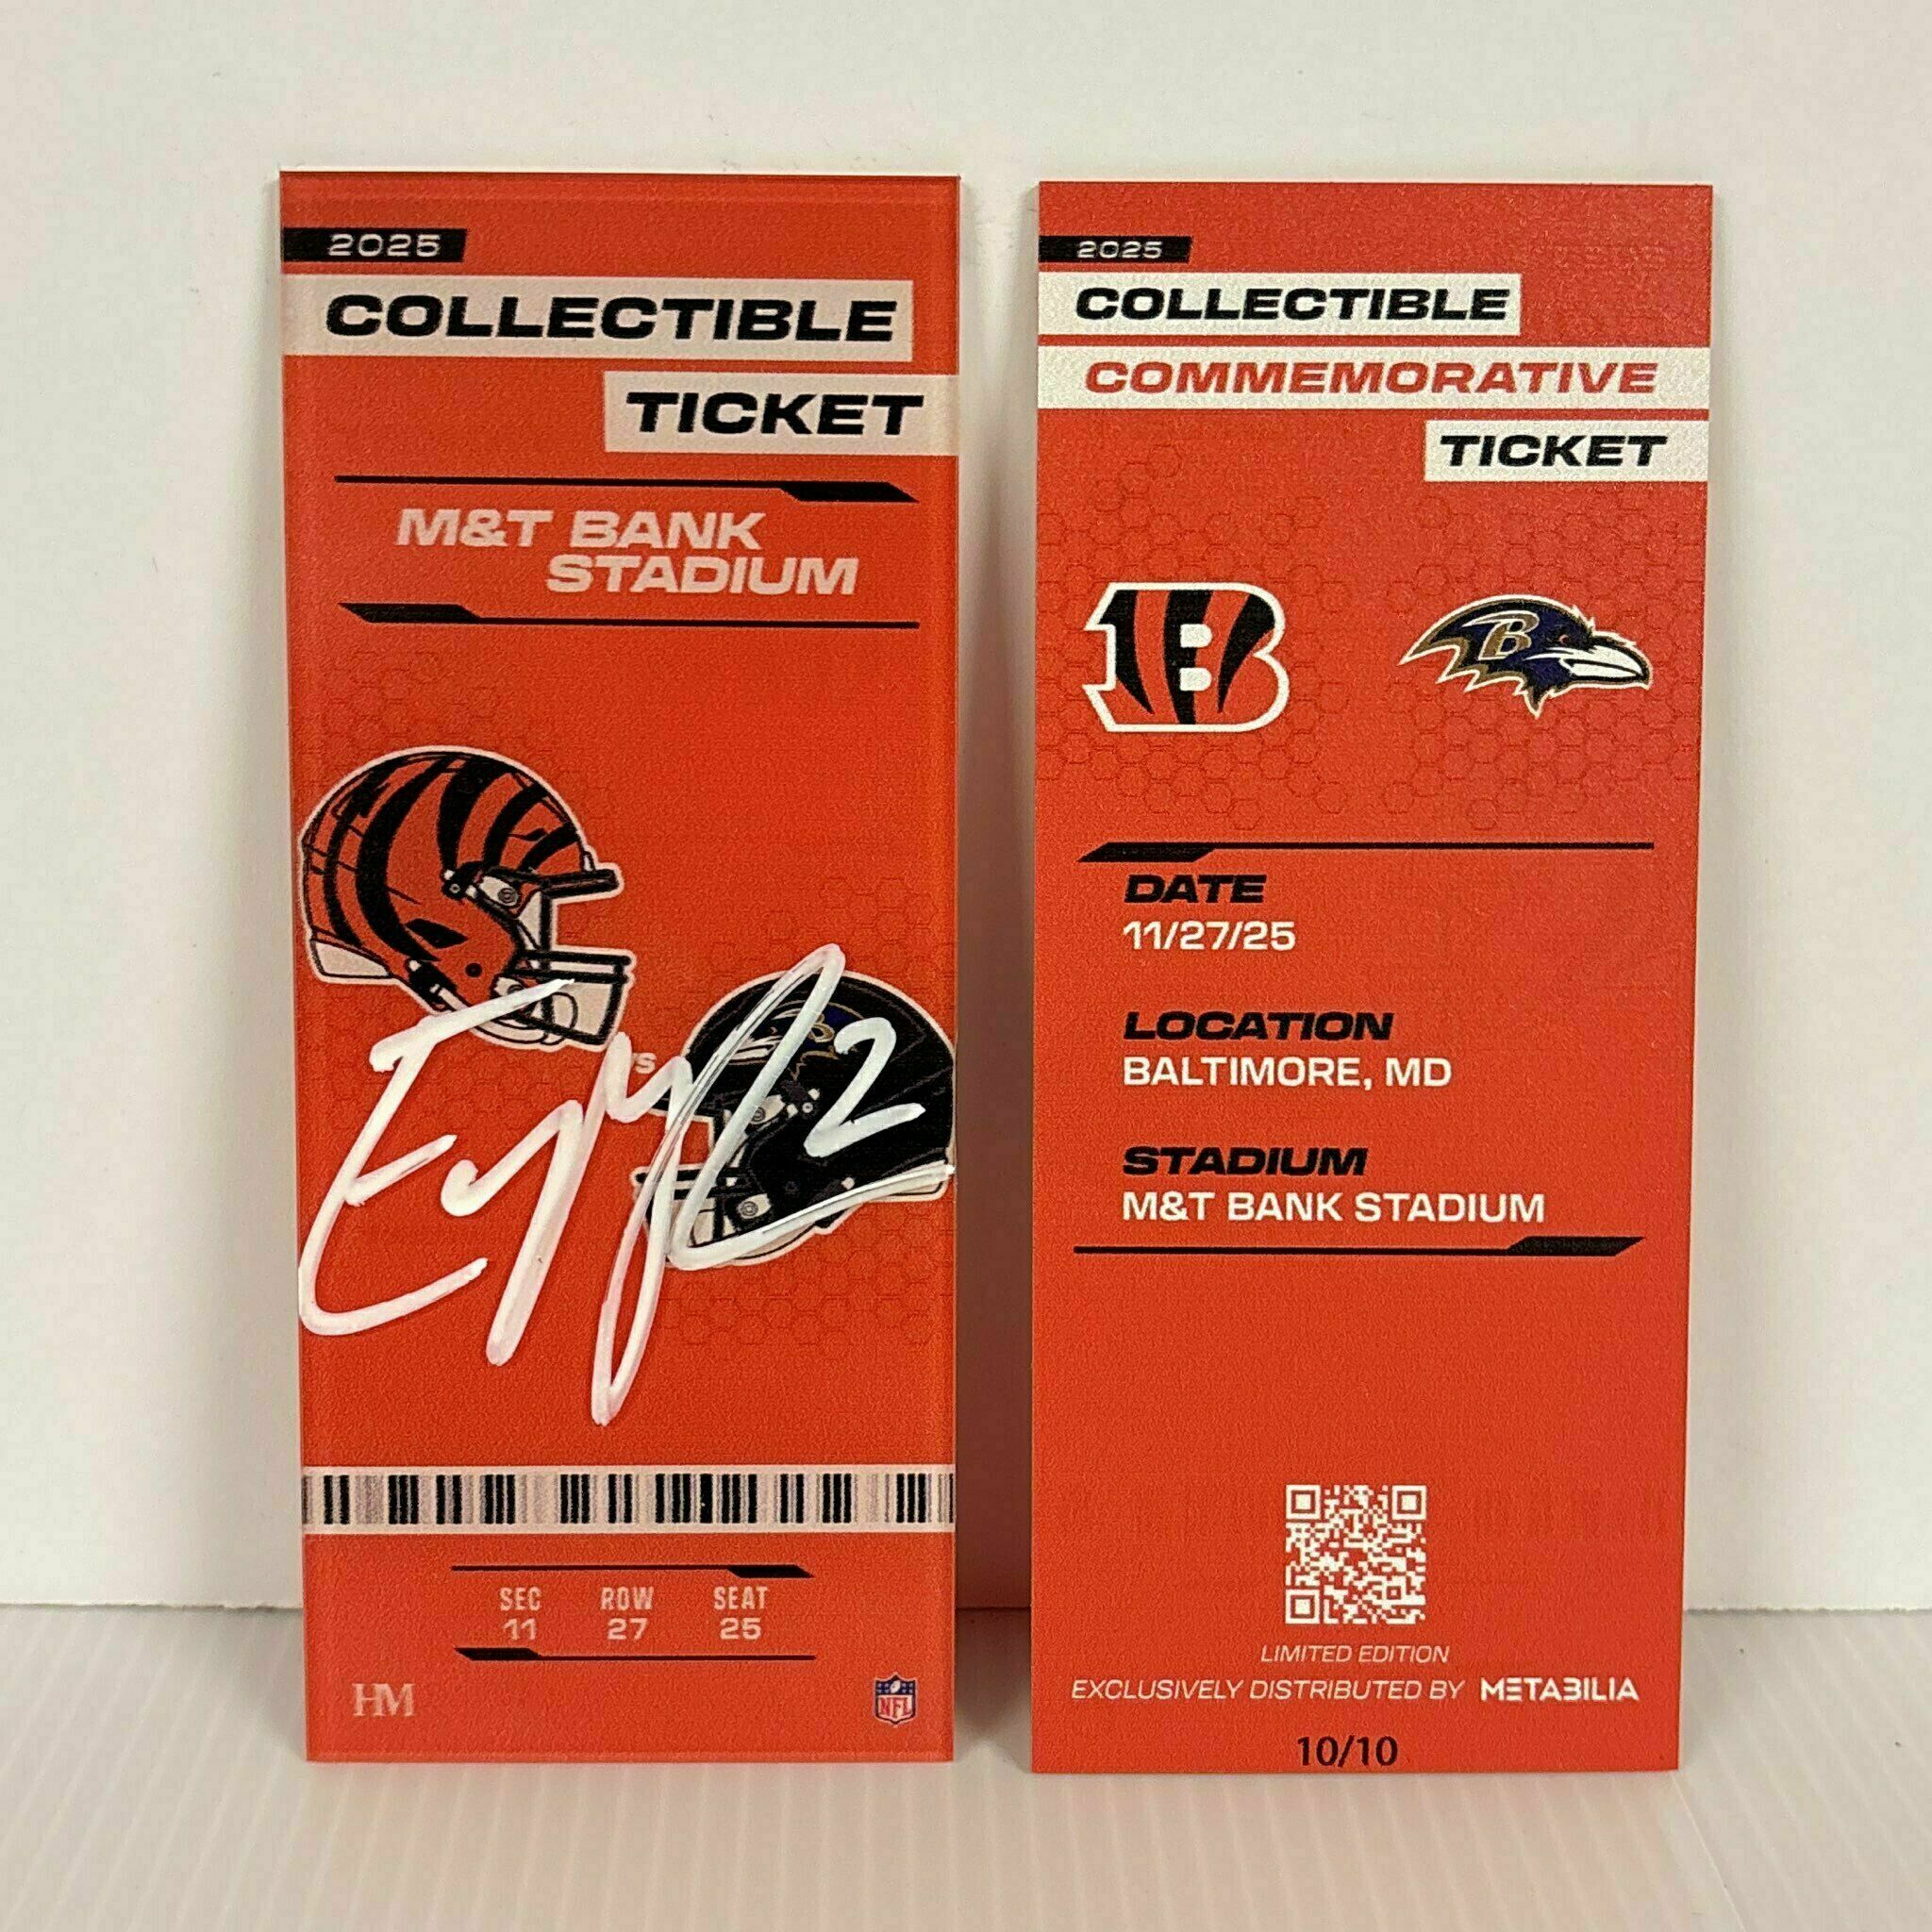 2025
COLLECTIBLE
TICKET
M&T BANK
STADIUM
2
SEC ROW SEAT
11 27 25
HM
NFL
2025
COLLECTIBLE
COMMEMORATIVE
TICKET
B
B
DATE
11/27/25
LOCATION
BALTIMORE, MD
STADIUM
M&T BANK STADIUM
LIMITED EDITION
EXCLUSIVELY DISTRIBUTED BY METABILIA
10/10